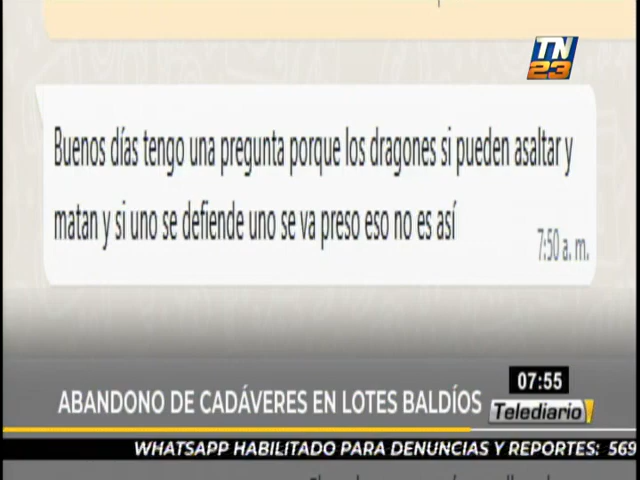 TN
23
Buenos días tengo una pregunta porque los dragones si pueden asaltar y
matan y si uno se defiende uno se va preso eso no es así
7:50 a. m.
07:55
ABANDONO DE CADÁVERES EN LOTES BALDÍOS
Telediario
WHATSAPP HABILITADO PARA DENUNCIAS Y REPORTES: 569